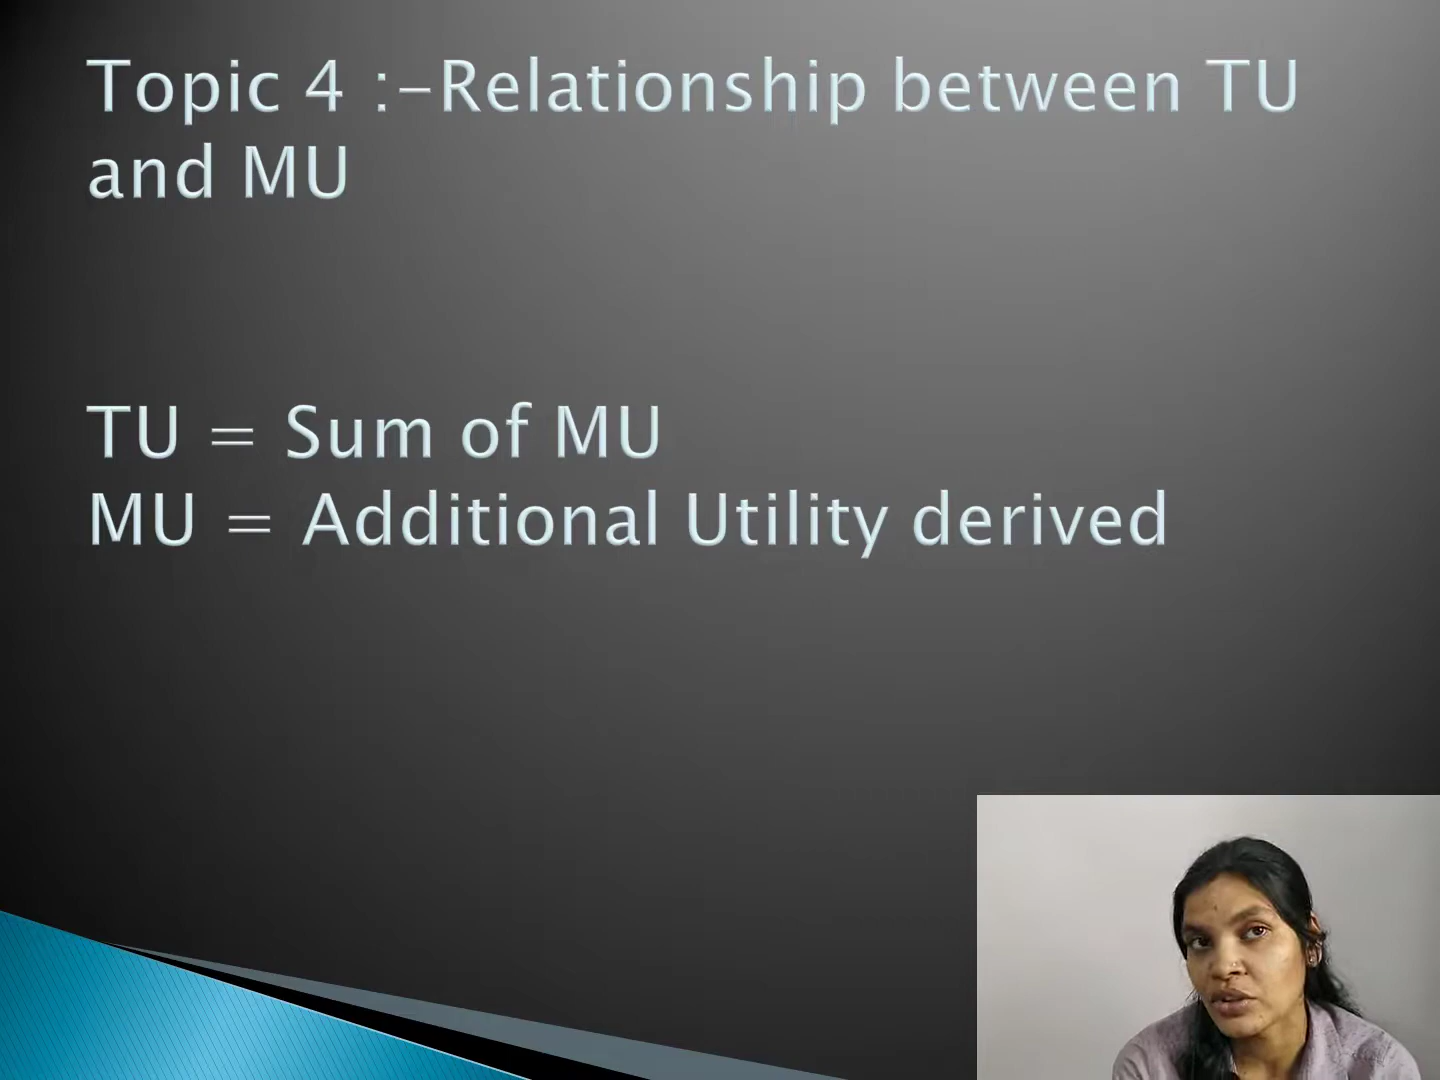 Topic 4 :-Relationship between TU
and MU
TU = Sum of MU
MU = Additional Utility derived